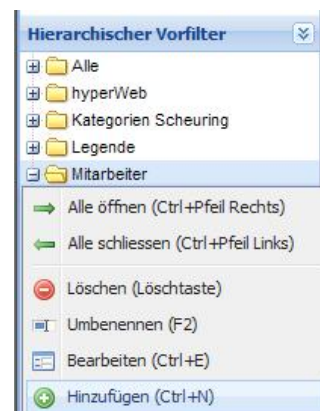 Hierarchischer Vorfilter
Alle
hyperWeb
Kategorien Scheuring
Legende
Mitarbeiter
Alle öffnen (Ctrl+Pfeil Rechts)
Alle schliessen (Ctrl+Pfeil Links)
Löschen (Löschtaste)
Umbenennen (F2)
Bearbeiten (Ctrl+E)
Hinzufügen (Ctrl+N)